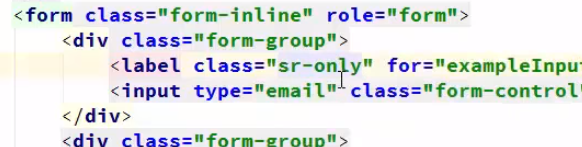 <form class="form-inline" role="form">
<div class="form-group">
<label class="sr-only" for="exampleInpu
<input type="email" class="form-control"
</div>
<div class="form-group">